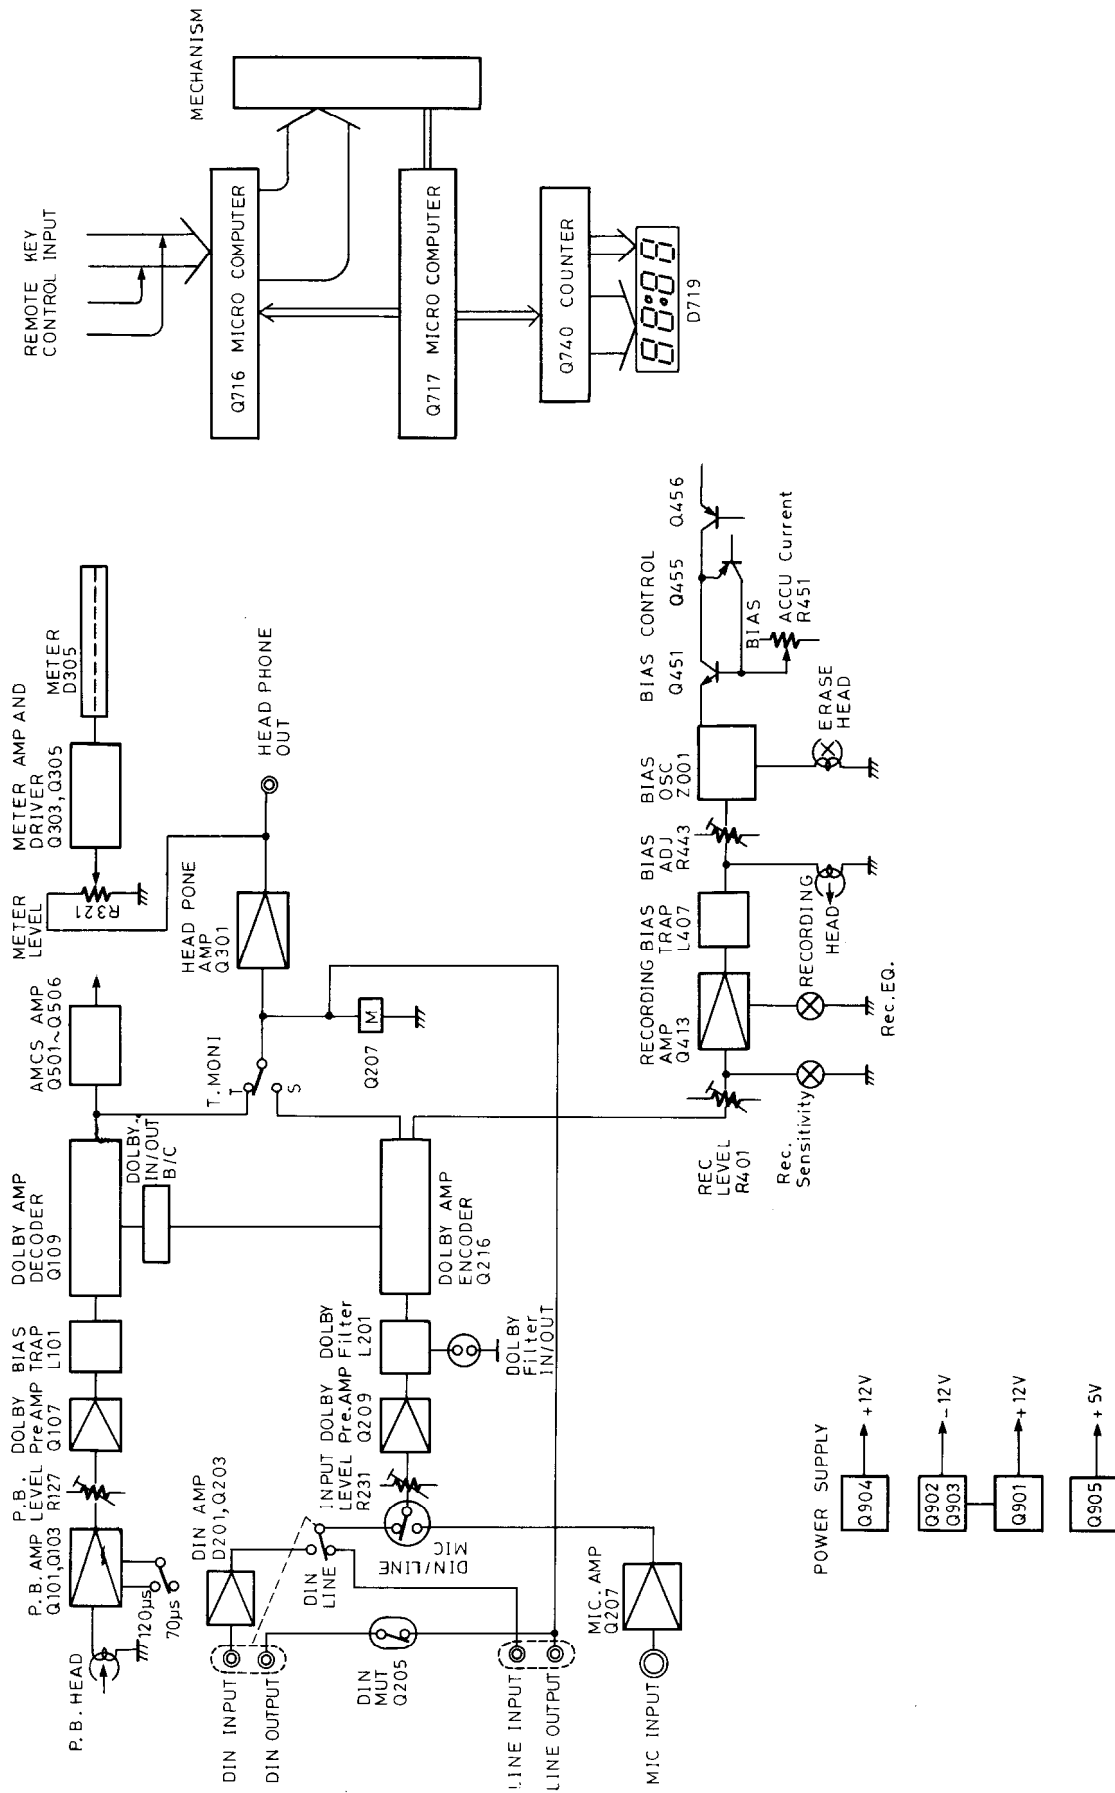 P.B. HEAD
P.B. AMP
Q101,Q103
120µs
70µs
P.B.
LEVEL
R127
DOLBY
Pre AMP
Q107
BIAS
TRAP
L101
DOLBY AMP
DECODER
Q109
DOLBY
IN/OUT
B/C
AMCS AMP
Q501~Q506
METER
LEVEL
R321
METER AMP AND
DRIVER
Q303,Q305
METER
D305
T. MONI
T
S
HEAD PONE
AMP
Q301
HEAD PHONE
OUT
M
Q207
DIN INPUT
DIN OUTPUT
DIN AMP
D201,Q203
DIN
LINE
DIN
MUT
Q205
DIN/LINE
MIC
INPUT
LEVEL
R231
DOLBY
Pre.AMP
Q209
DOLBY
Filter
L201
DOLBY
Filter
IN/OUT
DOLBY AMP
ENCODER
Q216
LINE INPUT
LINE OUTPUT
MIC INPUT
MIC. AMP
Q207
REC
LEVEL
R401
Rec.
Sensitivity
RECORDING
AMP
Q413
Rec. EQ.
BIAS
TRAP
L407
RECORDING
HEAD
BIAS
ADJ
R443
BIAS
OSC
Z001
ERASE
HEAD
BIAS CONTROL
Q451
Q455
Q456
BIAS
ACCU Current
R451
REMOTE KEY
CONTROL INPUT
Q716 MICRO COMPUTER
MECHANISM
Q717 MICRO COMPUTER
Q740 COUNTER
88:88
D719
POWER SUPPLY
Q904
+12V
Q902
Q903
-12V
Q901
+12V
Q905
+5V